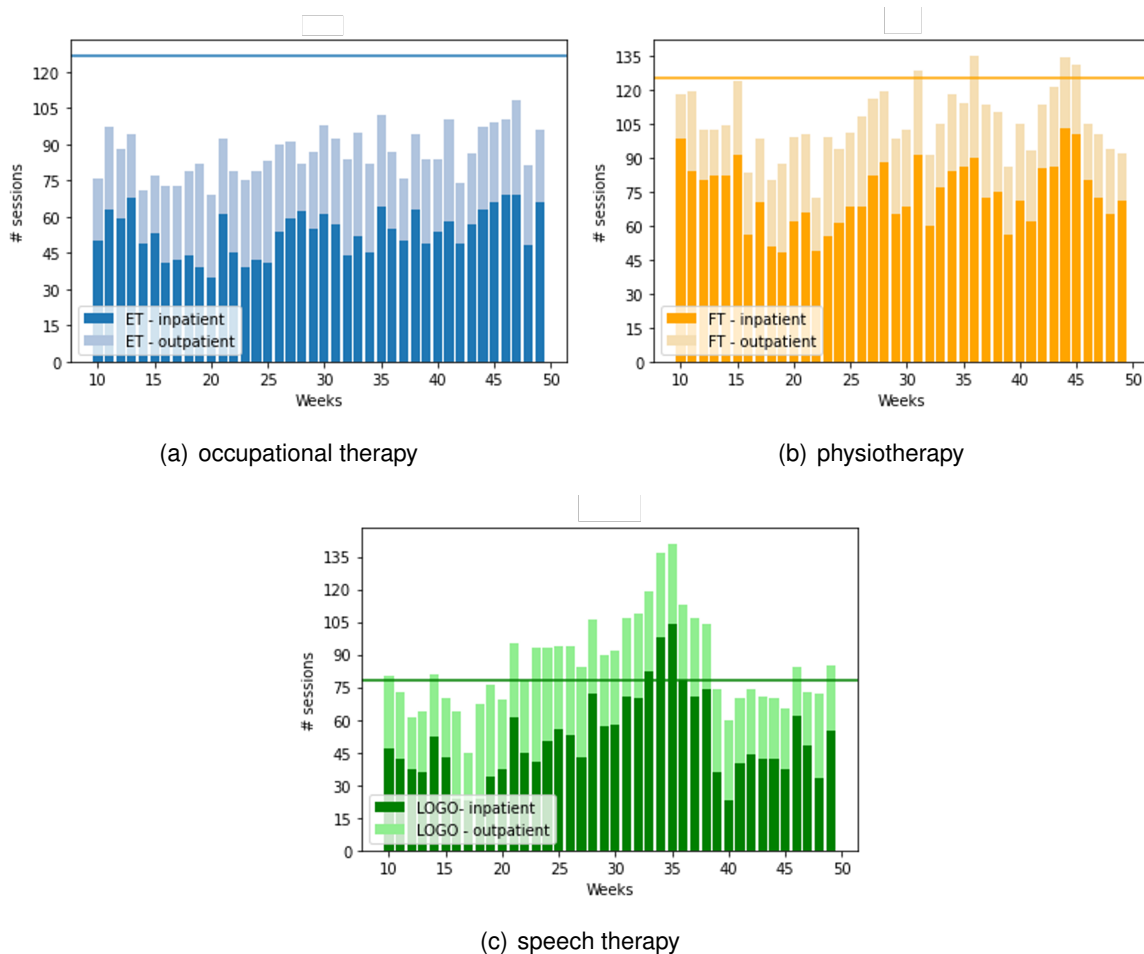 120
105
90
75
60
45
30
15
0
# sessions
ET - inpatient
ET - outpatient
10 15 20 25 30 35 40 45 50
Weeks
(a) occupational therapy
135
120
105
90
75
60
45
30
15
0
# sessions
FT - inpatient
FT - outpatient
10 15 20 25 30 35 40 45 50
Weeks
(b) physiotherapy
135
120
105
90
75
60
45
30
15
0
# sessions
LOGO- inpatient
LOGO - outpatient
10 15 20 25 30 35 40 45 50
Weeks
(c) speech therapy